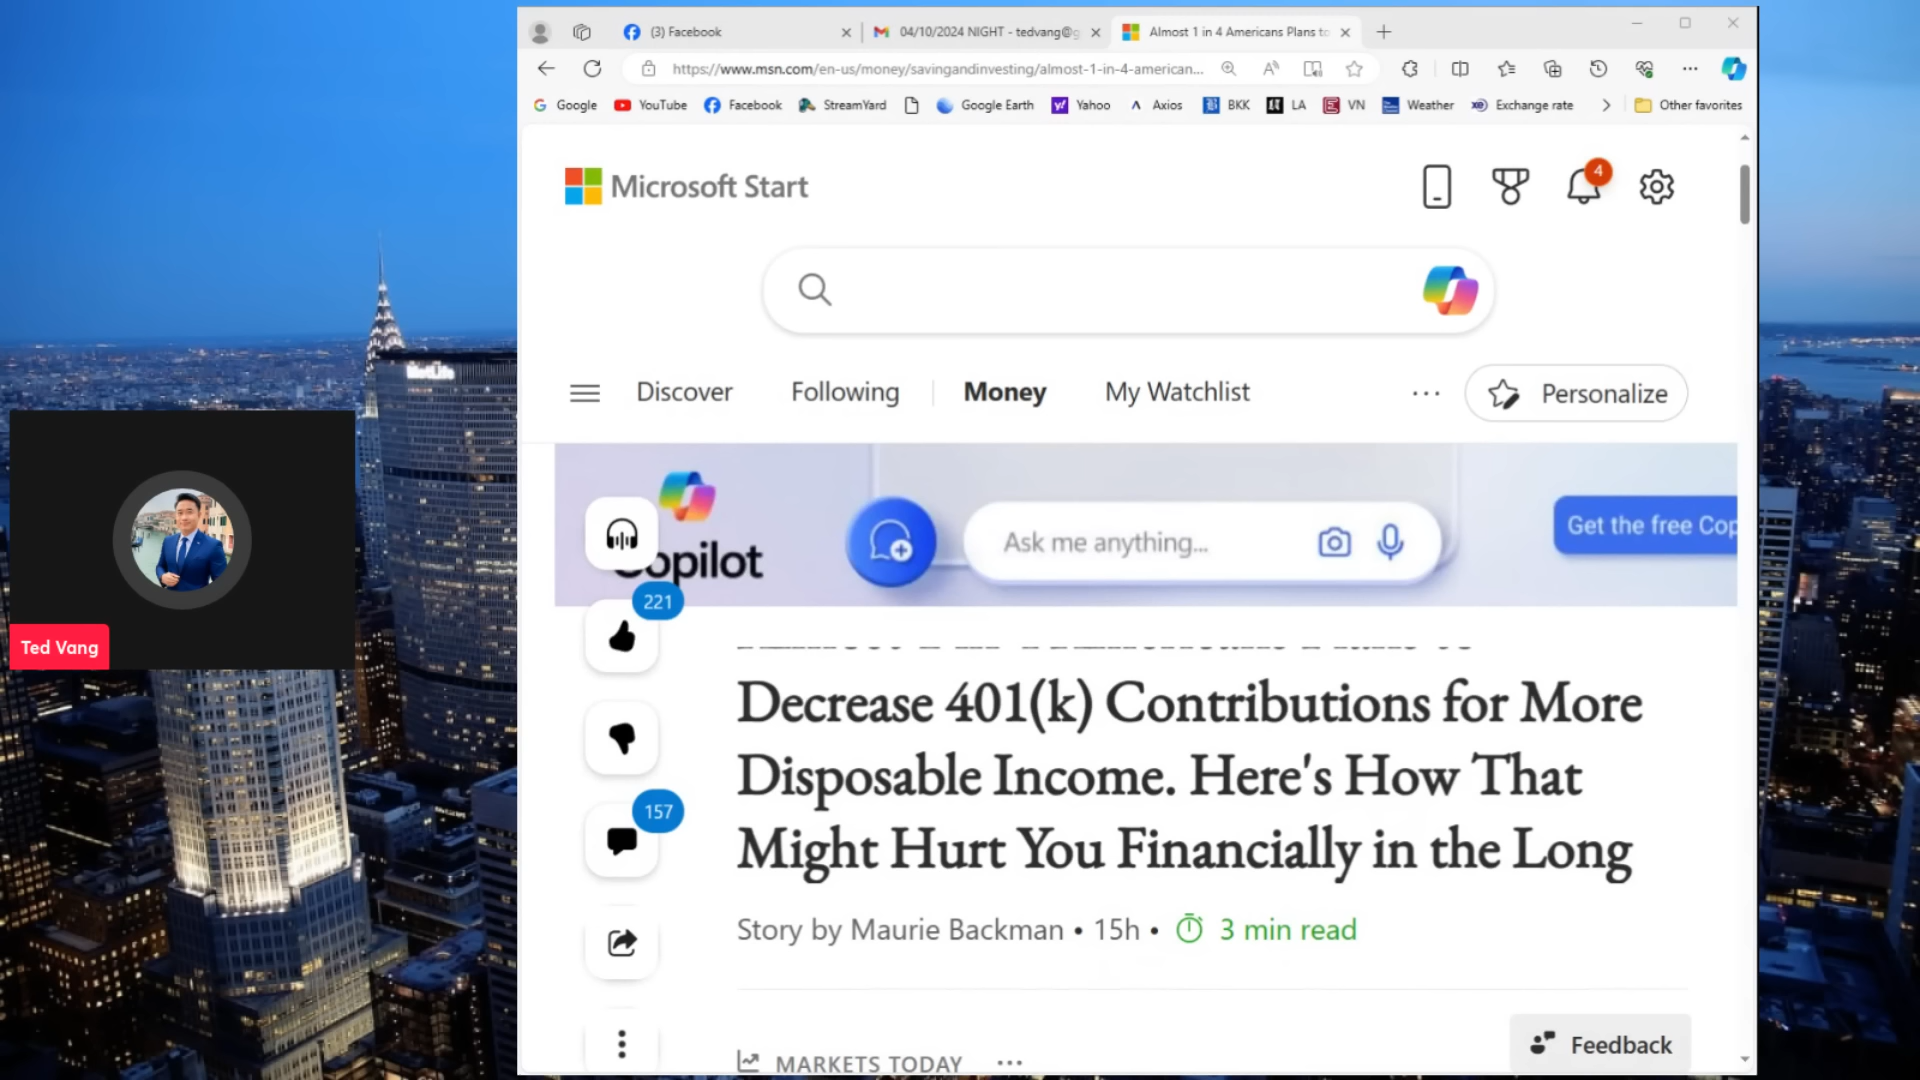 (3) Facebook
04/10/2024 NIGHT - tedvang@g
Almost 1 in 4 Americans Plans to
https://www.msn.com/en-us/money/savingandinvesting/almost-1-in-4-american...
Google YouTube Facebook StreamYard Google Earth Yahoo Axios BKK LA VN Weather Exchange rate Other favorites
Microsoft Start
4
Discover Following Money My Watchlist ... Personalize
Copilot
Ask me anything...
Get the free Cop
221
157
Decrease 401(k) Contributions for More
Disposable Income. Here's How That
Might Hurt You Financially in the Long
Story by Maurie Backman • 15h • 3 min read
MARKETS TODAY ...
Feedback
MetLife
Ted Vang